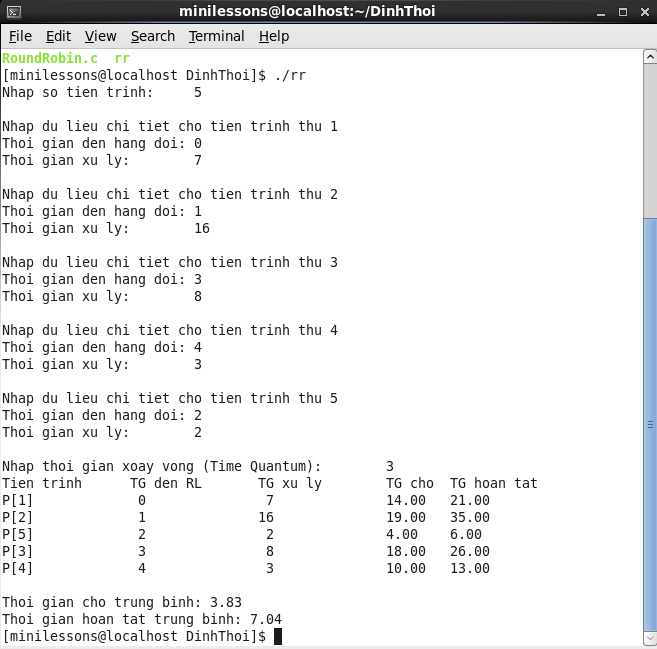 minilessons@localhost:~/DinhThoi
File Edit View Search Terminal Help
RoundRobin.c  rr
[minilessons@localhost DinhThoi]$ ./rr
Nhap so tien trinh:     5
Nhap du lieu chi tiet cho tien trinh thu 1
Thoi gian den hang doi: 0
Thoi gian xu ly:        7
Nhap du lieu chi tiet cho tien trinh thu 2
Thoi gian den hang doi: 1
Thoi gian xu ly:        16
Nhap du lieu chi tiet cho tien trinh thu 3
Thoi gian den hang doi: 3
Thoi gian xu ly:        8
Nhap du lieu chi tiet cho tien trinh thu 4
Thoi gian den hang doi: 4
Thoi gian xu ly:        3
Nhap du lieu chi tiet cho tien trinh thu 5
Thoi gian den hang doi: 2
Thoi gian xu ly:        2
Nhap thoi gian xoay vong (Time Quantum):        3
Tien trinh      TG den RL       TG xu ly        TG cho  TG hoan tat
P[1]             0               7              14.00   21.00
P[2]             1              16              19.00   35.00
P[5]             2               2              4.00    6.00
P[3]             3               8              18.00   26.00
P[4]             4               3              10.00   13.00
Thoi gian cho trung binh: 3.83
Thoi gian hoan tat trung binh: 7.04
[minilessons@localhost DinhThoi]$